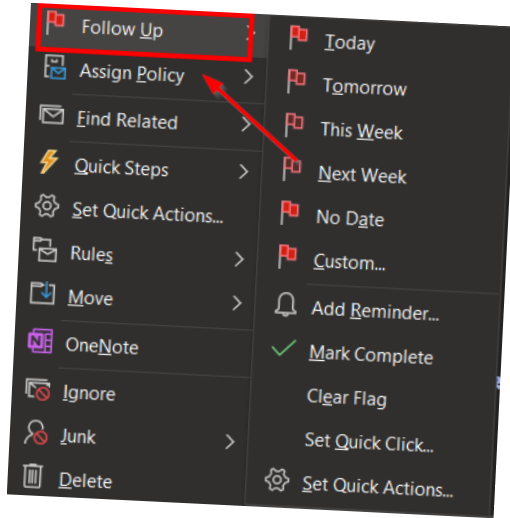 Follow Up
Assign Policy
Find Related
Quick Steps
Set Quick Actions...
Rules
Move
OneNote
Ignore
Junk
Delete
Today
Tomorrow
This Week
Next Week
No Date
Custom...
Add Reminder...
Mark Complete
Clear Flag
Set Quick Click...
Set Quick Actions...